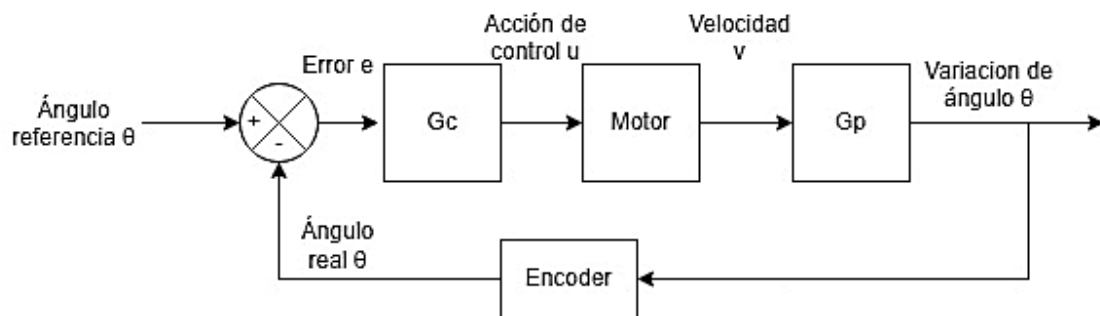 Ángulo
referencia θ
+
-
Error e
Gc
Acción de
control u
Motor
Velocidad
v
Gp
Variacion de
ángulo θ
Ángulo
real θ
Encoder